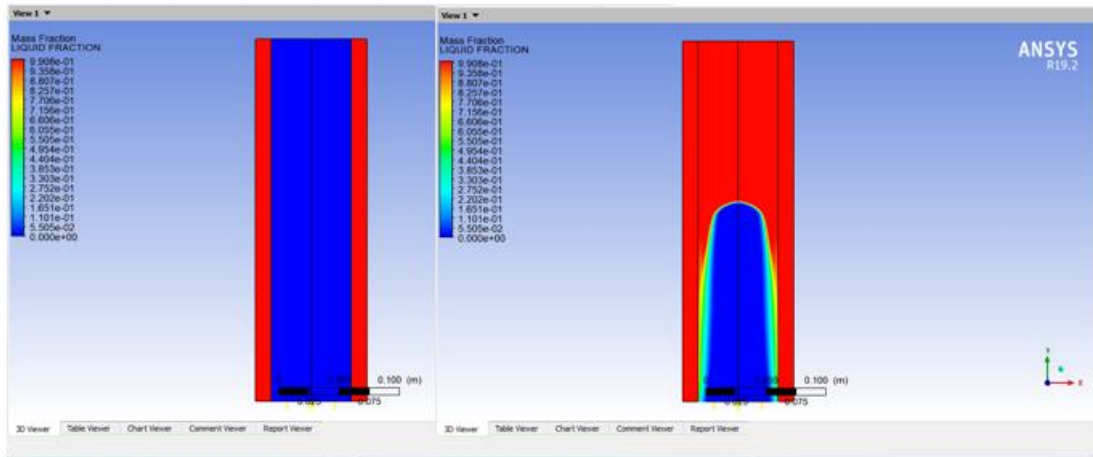 View 1
Mass Fraction
LIQUID FRACTION
9.908e-01
9.358e-01
8.807e-01
8.257e-01
7.706e-01
7.156e-01
6.606e-01
6.055e-01
5.505e-01
4.954e-01
4.404e-01
3.853e-01
3.303e-01
2.752e-01
2.202e-01
1.651e-01
1.101e-01
5.505e-02
0.000e+00
0.100 (m)
0.025
0.075
3D Viewer Table Viewer Chart Viewer Comment Viewer Report Viewer
View 1
Mass Fraction
LIQUID FRACTION
9.908e-01
9.358e-01
8.807e-01
8.257e-01
7.706e-01
7.156e-01
6.606e-01
6.055e-01
5.505e-01
4.954e-01
4.404e-01
3.853e-01
3.303e-01
2.752e-01
2.202e-01
1.651e-01
1.101e-01
5.505e-02
0.000e+00
ANSYS
R19.2
0.100 (m)
0.025
0.075
Y
X
3D Viewer Table Viewer Chart Viewer Comment Viewer Report Viewer